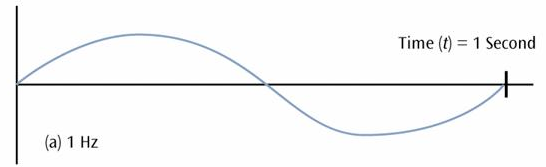 Time (t) = 1 Second
(a) 1 Hz